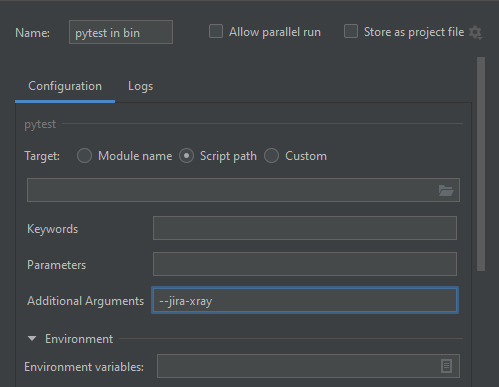 Name: pytest in bin Allow parallel run Store as project file
Configuration Logs
pytest
Target: Module name Script path Custom
Keywords
Parameters
Additional Arguments --jira-xray
Environment
Environment variables: